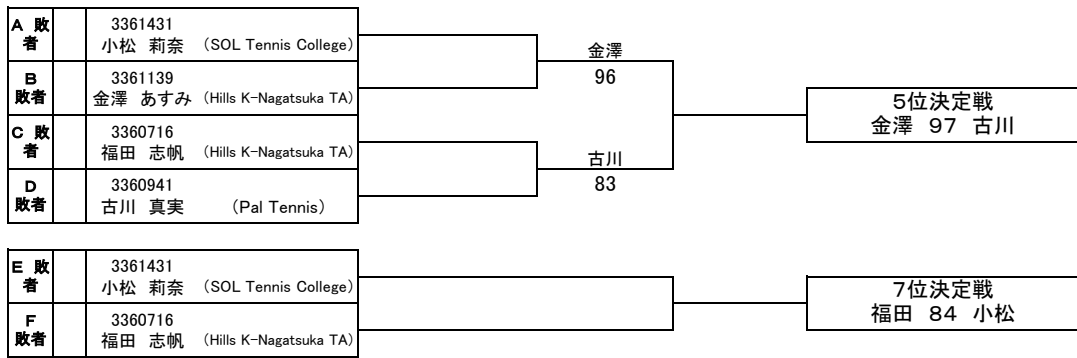 A 敗者
3361431
小松 莉奈 (SOL Tennis College)
B 敗者
3361139
金澤 あすみ (Hills K-Nagatsuka TA)
C 敗者
3360716
福田 志帆 (Hills K-Nagatsuka TA)
D 敗者
3360941
古川 真実 (Pal Tennis)
金澤
96
古川
83
5位決定戦
金澤 97 古川
E 敗者
3361431
小松 莉奈 (SOL Tennis College)
F 敗者
3360716
福田 志帆 (Hills K-Nagatsuka TA)
7位決定戦
福田 84 小松